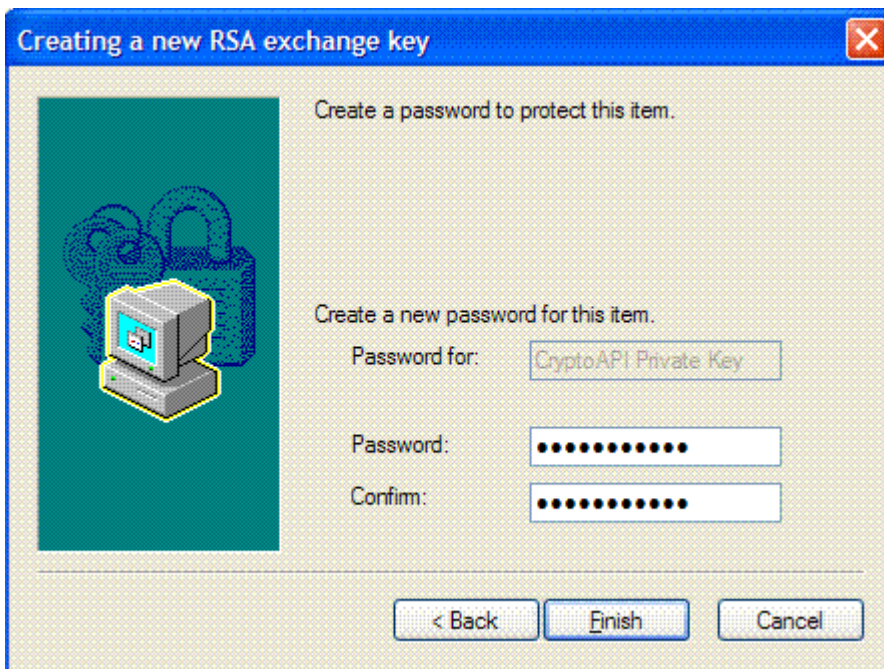 Creating a new RSA exchange key
Create a password to protect this item.
Create a new password for this item.
Password for: CryptoAPI Private Key
Password: ●●●●●●●●●●●
Confirm: ●●●●●●●●●●●
< Back Finish Cancel